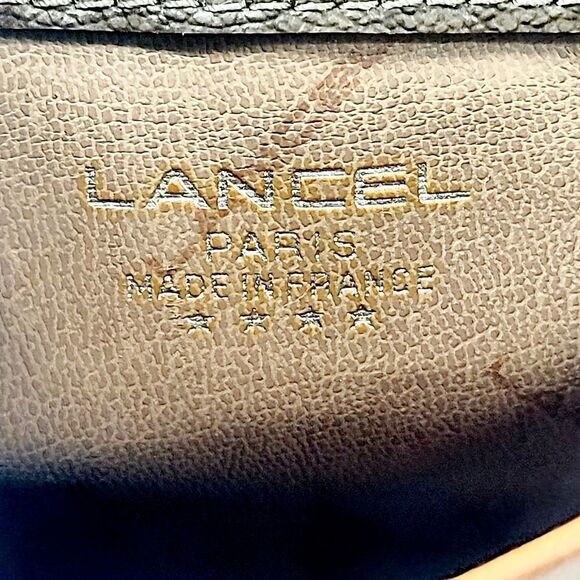 LANCEL
PARIS
MADE IN FRANCE
★ ★ ★ ★